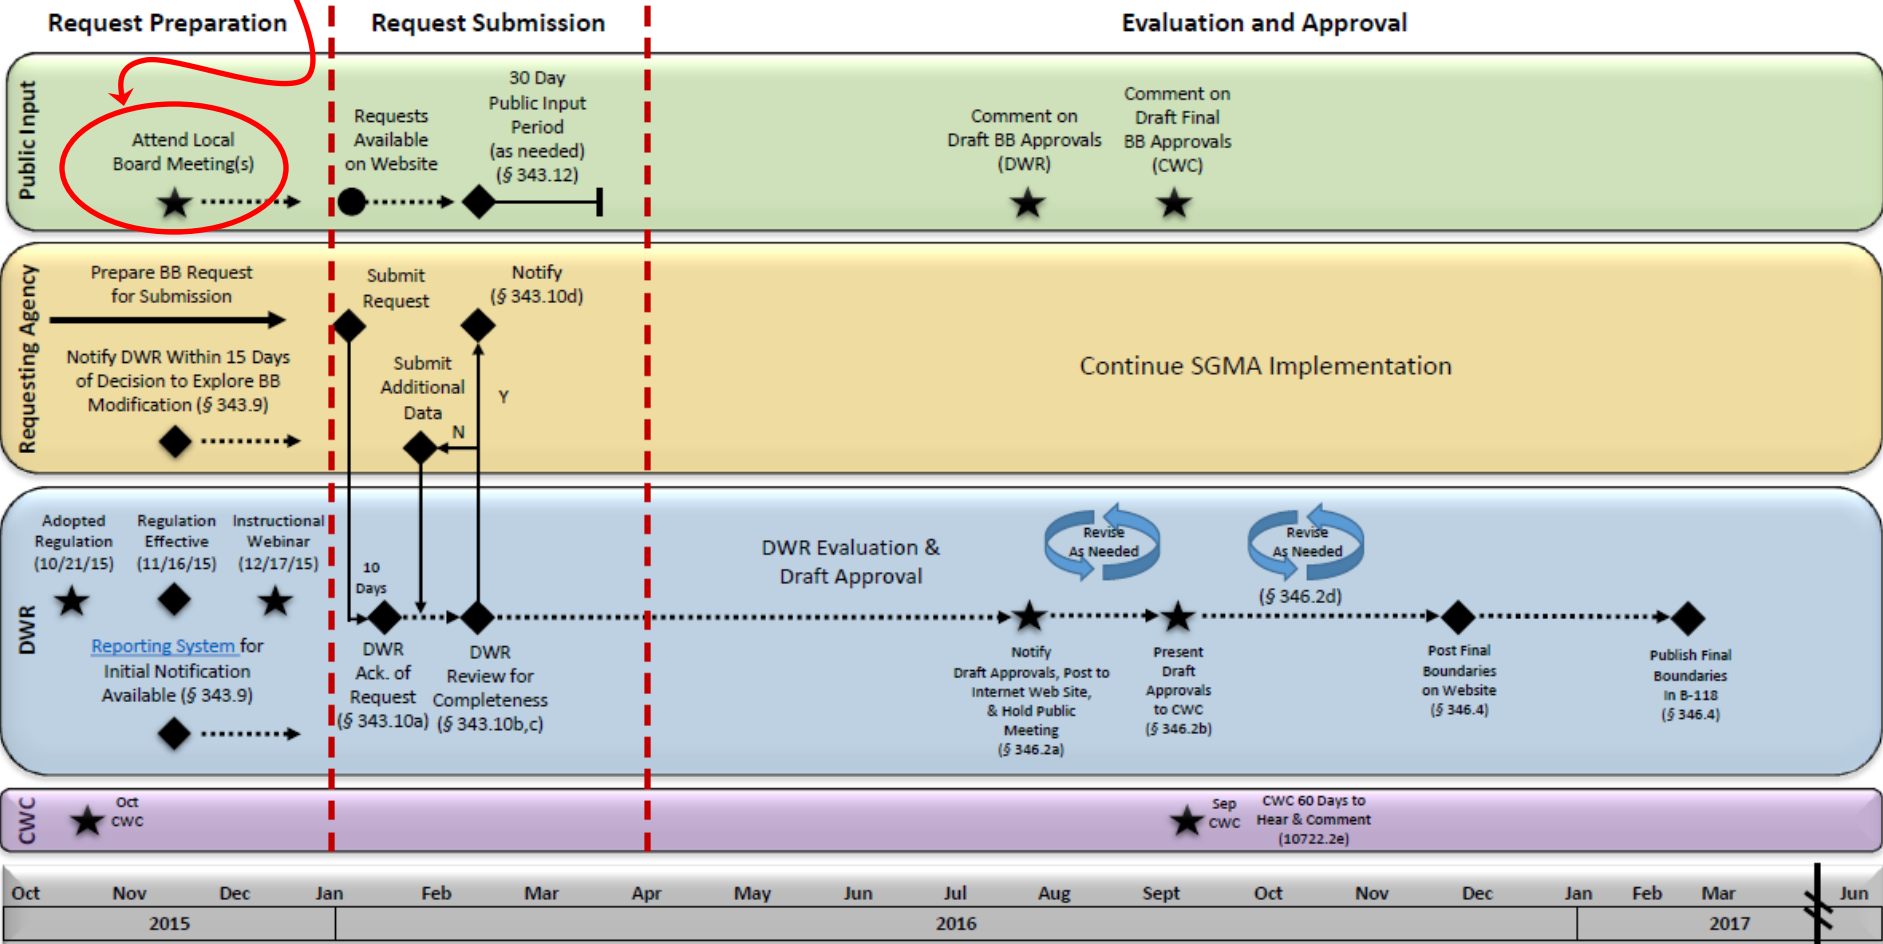 Request Preparation
Request Submission
Evaluation and Approval
Public Input
Attend Local
Board Meeting(s)
Requests
Available
on Website
30 Day
Public Input
Period
(as needed)
(§ 343.12)
Comment on
Draft BB Approvals
(DWR)
Comment on
Draft Final
BB Approvals
(CWC)
Requesting Agency
Prepare BB Request
for Submission
Notify DWR Within 15 Days
of Decision to Explore BB
Modification (§ 343.9)
Submit
Request
Notify
(§ 343.10d)
Submit
Additional
Data
Y
N
Continue SGMA Implementation
DWR
Adopted
Regulation
(10/21/15)
Regulation
Effective
(11/16/15)
Instructional
Webinar
(12/17/15)
Reporting System for
Initial Notification
Available (§ 343.9)
10
Days
DWR
Ack. of
Request
(§ 343.10a)
DWR
Review for
Completeness
(§ 343.10b,c)
DWR Evaluation &
Draft Approval
Revise
As Needed
Revise
As Needed
(§ 346.2d)
Notify
Draft Approvals, Post to
Internet Web Site,
& Hold Public
Meeting
(§ 346.2a)
Present
Draft
Approvals
to CWC
(§ 346.2b)
Post Final
Boundaries
on Website
(§ 346.4)
Publish Final
Boundaries
In B-118
(§ 346.4)
CWC
Oct
CWC
Sep
CWC
CWC 60 Days to
Hear & Comment
(10722.2e)
Oct Nov Dec Jan Feb Mar Apr May Jun Jul Aug Sept Oct Nov Dec Jan Feb Mar Jun
2015 2016 2017